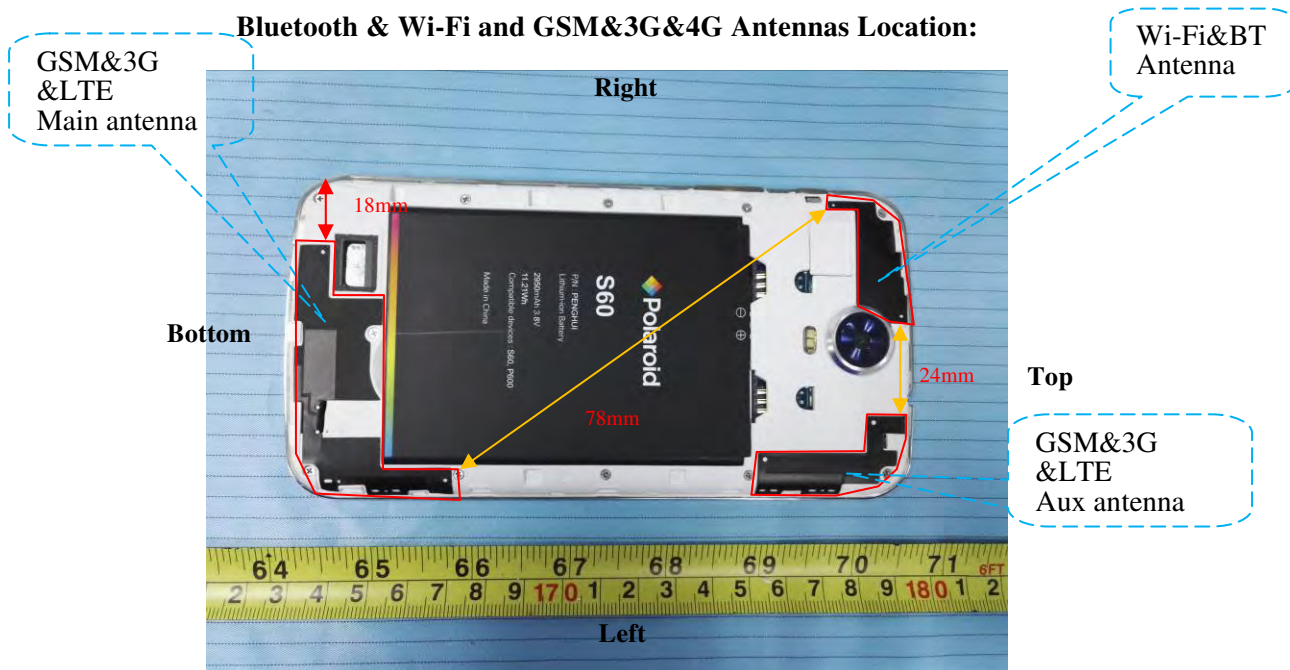 Bluetooth & Wi-Fi and GSM&3G&4G Antennas Location:
GSM&3G
&LTE
Main antenna
Wi-Fi&BT
Antenna
Right
18mm
Bottom
Polaroid
S60
P/N: PENGHUI
Lithium-ion Battery
2950mAh 3.8V
11.21Wh
Compatible devices : S60, P600
Made in China
24mm
Top
78mm
GSM&3G
&LTE
Aux antenna
64 65 66 67 68 69 70 71 6FT
2 3 4 5 6 7 8 9 170 1 2 3 4 5 6 7 8 9 180 1 2
Left